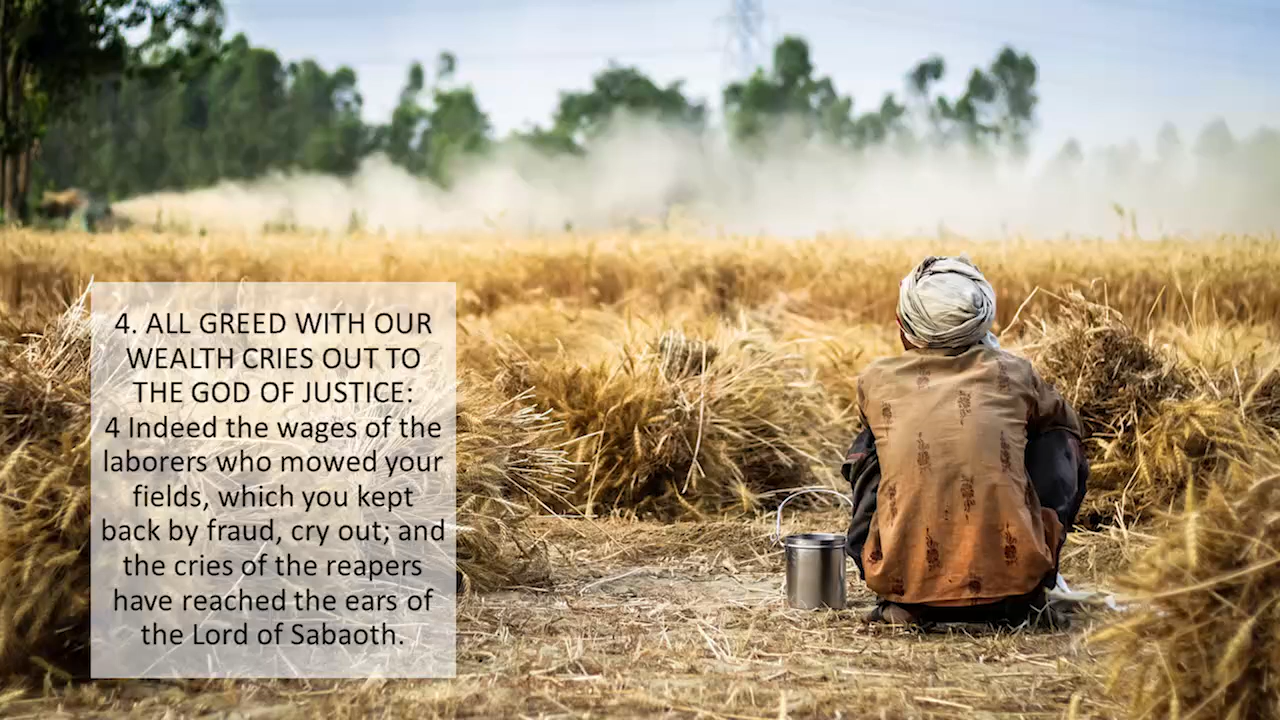 4. ALL GREED WITH OUR
WEALTH CRIES OUT TO
THE GOD OF JUSTICE:
4 Indeed the wages of the
laborers who mowed your
fields, which you kept
back by fraud, cry out; and
the cries of the reapers
have reached the ears of
the Lord of Sabaoth.